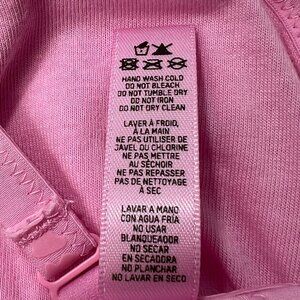 HAND WASH COLD
DO NOT BLEACH
DO NOT TUMBLE DRY
DO NOT IRON
DO NOT DRY CLEAN
LAVER À FROID,
À LA MAIN
NE PAS UTILISER DE
JAVEL OU CHLORINE
NE PAS METTRE
AU SÉCHOIR
NE PAS REPASSER
PAS DE NETTOYAGE
À SEC
LAVAR A MANO
CON AGUA FRÍA
NO USAR
BLANQUEADOR
NO SECAR
EN SECADORA
NO PLANCHAR
NO LAVAR EN SECO